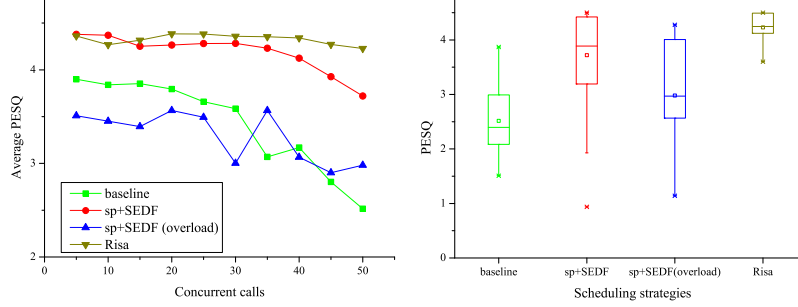 4
3
2
Average PESQ
baseline
sp+SEDF
sp+SEDF (overload)
Risa
0 10 20 30 40 50
Concurrent calls
4
3
2
1
0
PESQ
baseline sp+SEDF sp+SEDF(overload) Risa
Scheduling strategies